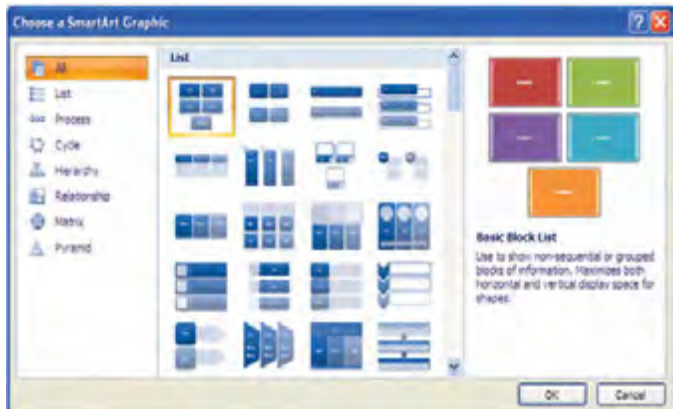 Choose a SmartArt Graphic
All
List
Process
Cycle
Hierarchy
Relationship
Matrix
Pyramid
List
Basic Block List
Use to show non-sequential or grouped
blocks of information. Maximizes both
horizontal and vertical display space for
shapes.
OK
Cancel